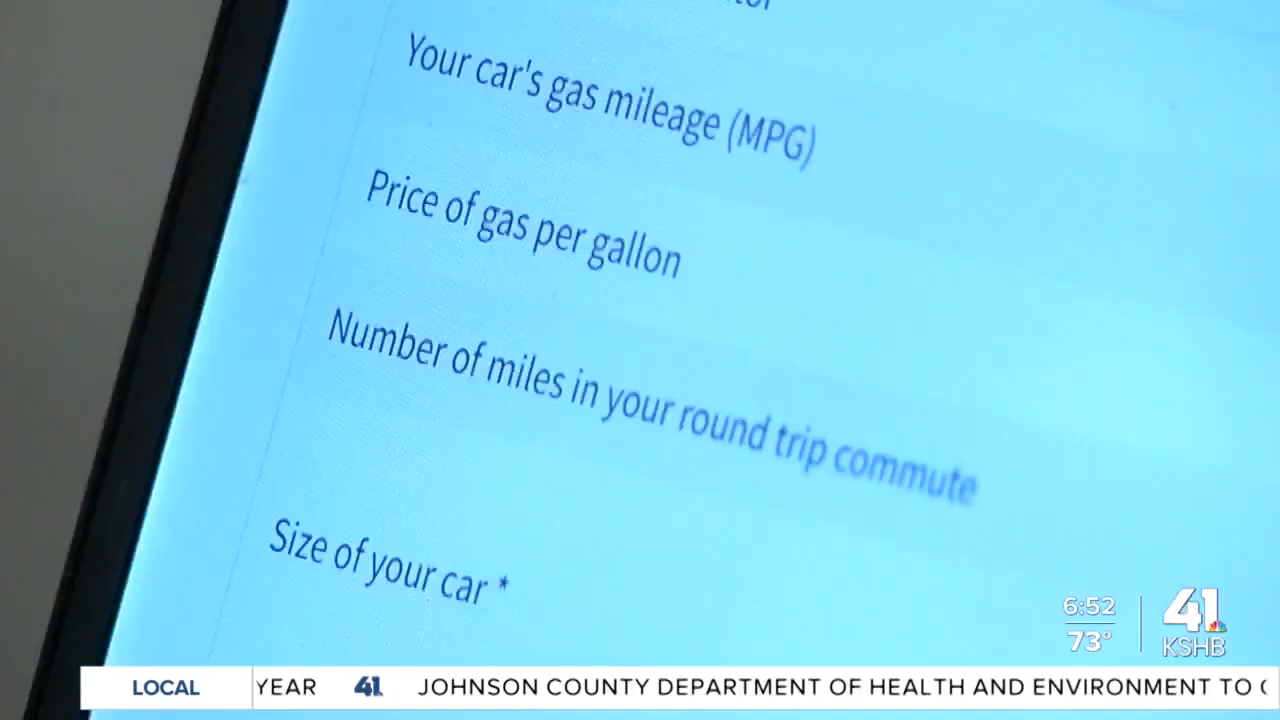 Your car's gas mileage (MPG)
Price of gas per gallon
Number of miles in your round trip commute
Size of your car *
6:52
73°
41
KSHB
LOCAL
YEAR 41 JOHNSON COUNTY DEPARTMENT OF HEALTH AND ENVIRONMENT TO